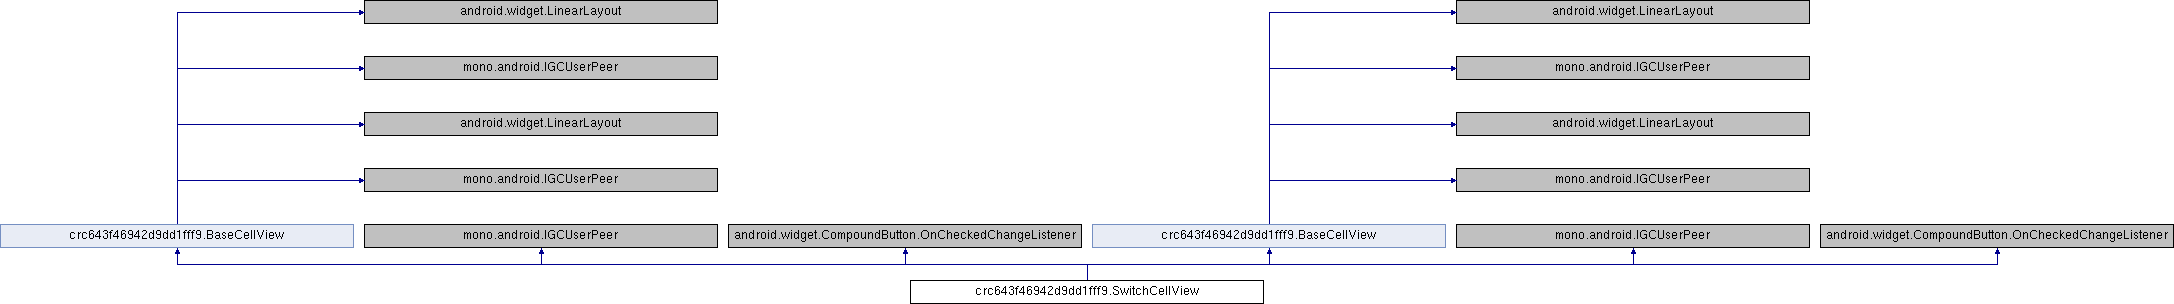 android.widget.LinearLayout android.widget.LinearLayout
mono.android.IGCUserPeer mono.android.IGCUserPeer
android.widget.LinearLayout android.widget.LinearLayout
mono.android.IGCUserPeer mono.android.IGCUserPeer
crc643f46942d9dd1fff9.BaseCellView mono.android.IGCUserPeer android.widget.CompoundButton.OnCheckedChangeListener crc643f46942d9dd1fff9.BaseCellView mono.android.IGCUserPeer android.widget.CompoundButton.OnCheckedChangeListener
crc643f46942d9dd1fff9.SwitchCellView